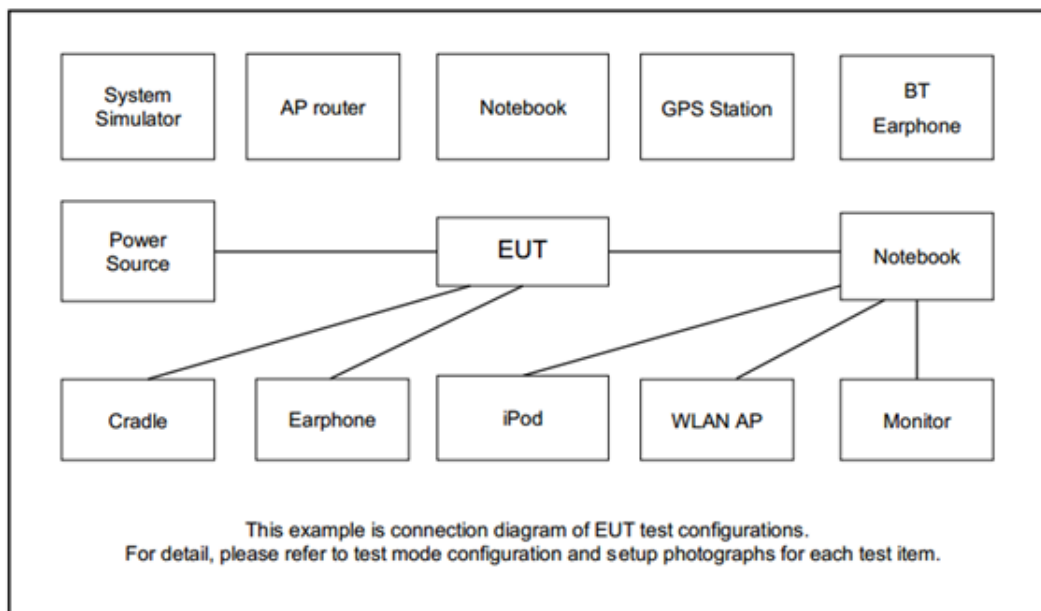 System
Simulator
AP router
Notebook
GPS Station
BT
Earphone
Power
Source
EUT
Notebook
Cradle
Earphone
iPod
WLAN AP
Monitor
This example is connection diagram of EUT test configurations.
For detail, please refer to test mode configuration and setup photographs for each test item.